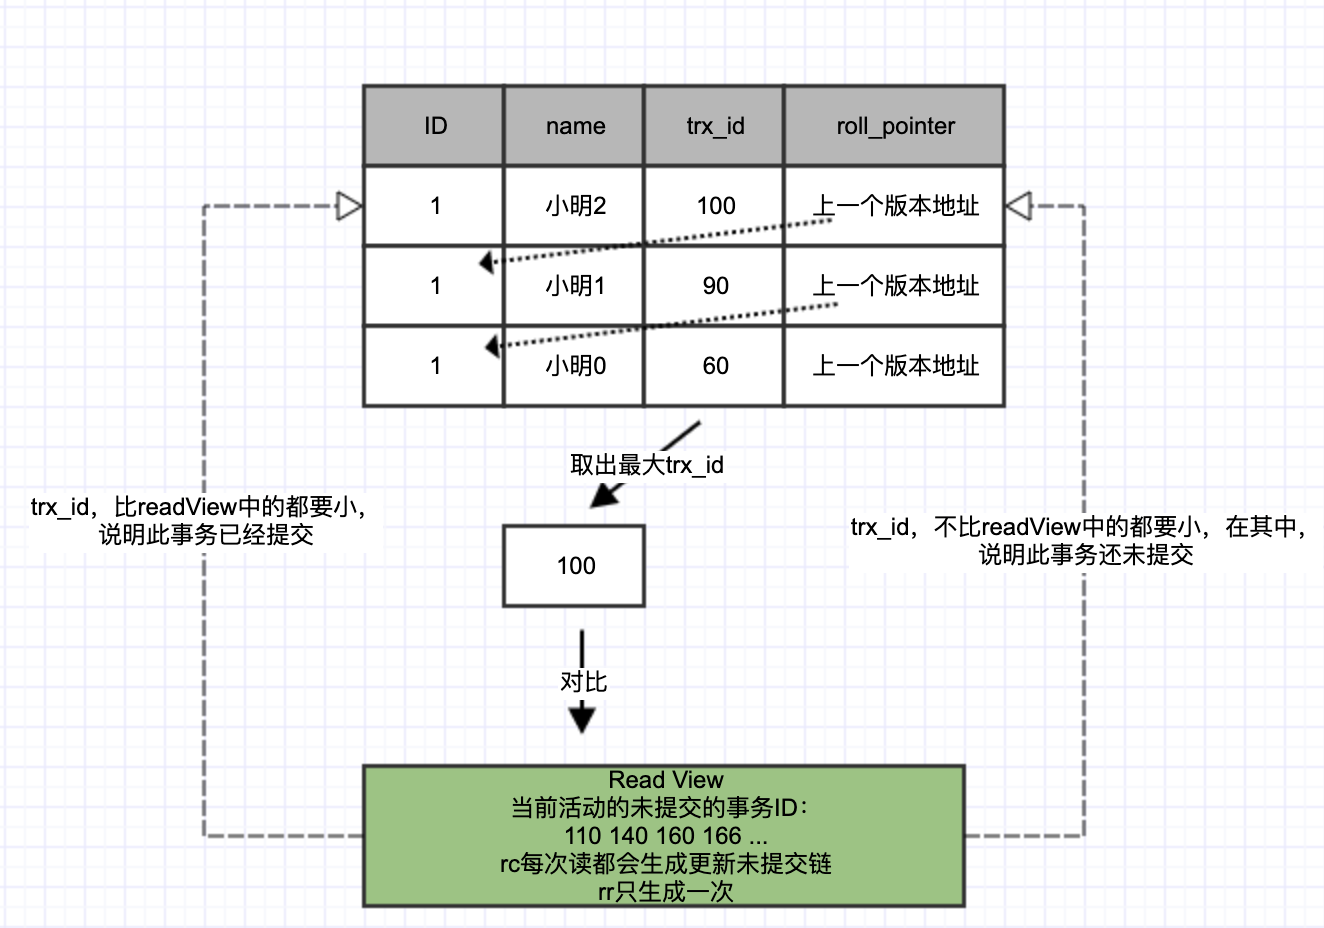 ID name trx_id roll_pointer
1 小明2 100 上一个版本地址
1 小明1 90 上一个版本地址
1 小明0 60 上一个版本地址
取出最大trx_id
trx_id，比readView中的都要小，
说明此事务已经提交
trx_id，不比readView中的都要小，在其中，
说明此事务还未提交
100
对比
Read View
当前活动的未提交的事务ID：
110 140 160 166 ...
rc每次读都会生成更新未提交链
rr只生成一次